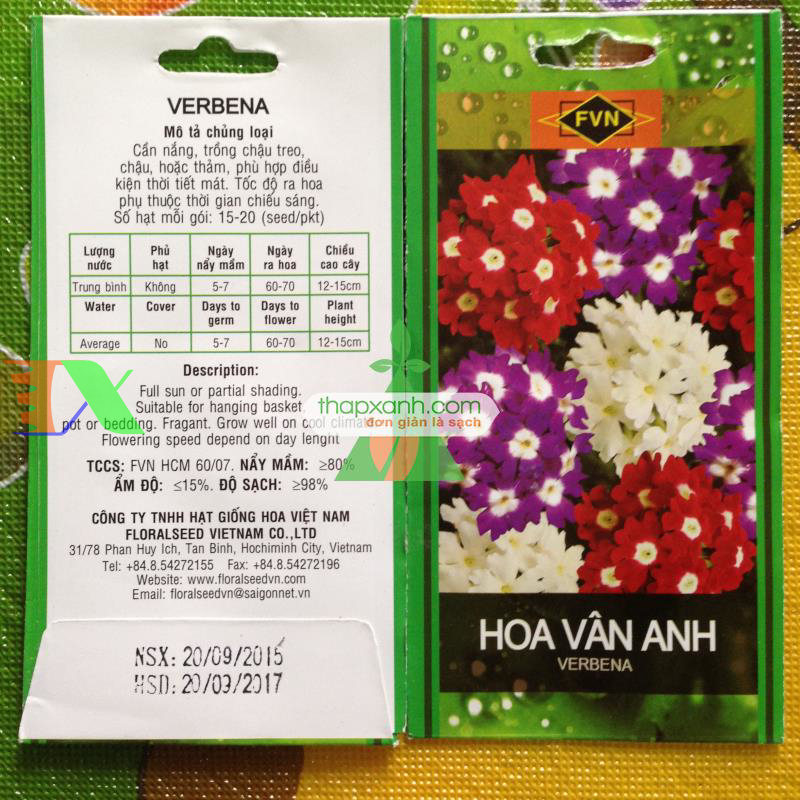 VERBENA
Mô tả chủng loại
Cần nắng, trồng chậu treo,
chậu, hoặc thảm, phù hợp điều
kiện thời tiết mát. Tốc độ ra hoa
phụ thuộc thời gian chiếu sáng.
Số hạt mỗi gói: 15-20 (seed/pkt)
Lượng nước Phủ hạt Ngày nẩy mầm Ngày ra hoa Chiều cao cây
Trung bình Không 5-7 60-70 12-15cm
Water Cover Days to germ Days to flower Plant height
Average No 5-7 60-70 12-15cm
Description:
Full sun or partial shading.
Suitable for hanging basket,
pot or bedding. Fragant. Grow well on cool climate
Flowering speed depend on day lenght
TCCS: FVN HCM 60/07. NẨY MẦM: ≥80%
ẨM ĐỘ: ≤15%. ĐỘ SẠCH: ≥98%
CÔNG TY TNHH HẠT GIỐNG HOA VIỆT NAM
FLORALSEED VIETNAM CO.,LTD
31/78 Phan Huy Ich, Tan Binh, Hochiminh City, Vietnam
Tel: +84.8.54272155 Fax: +84.8.54272196
Website: www.floralseedvn.com
Email: floralseedvn@saigonnet.vn
NSX: 20/09/2015
HSD: 20/03/2017
FVN
thapxanh.com
đơn giản là sạch
HOA VÂN ANH
VERBENA